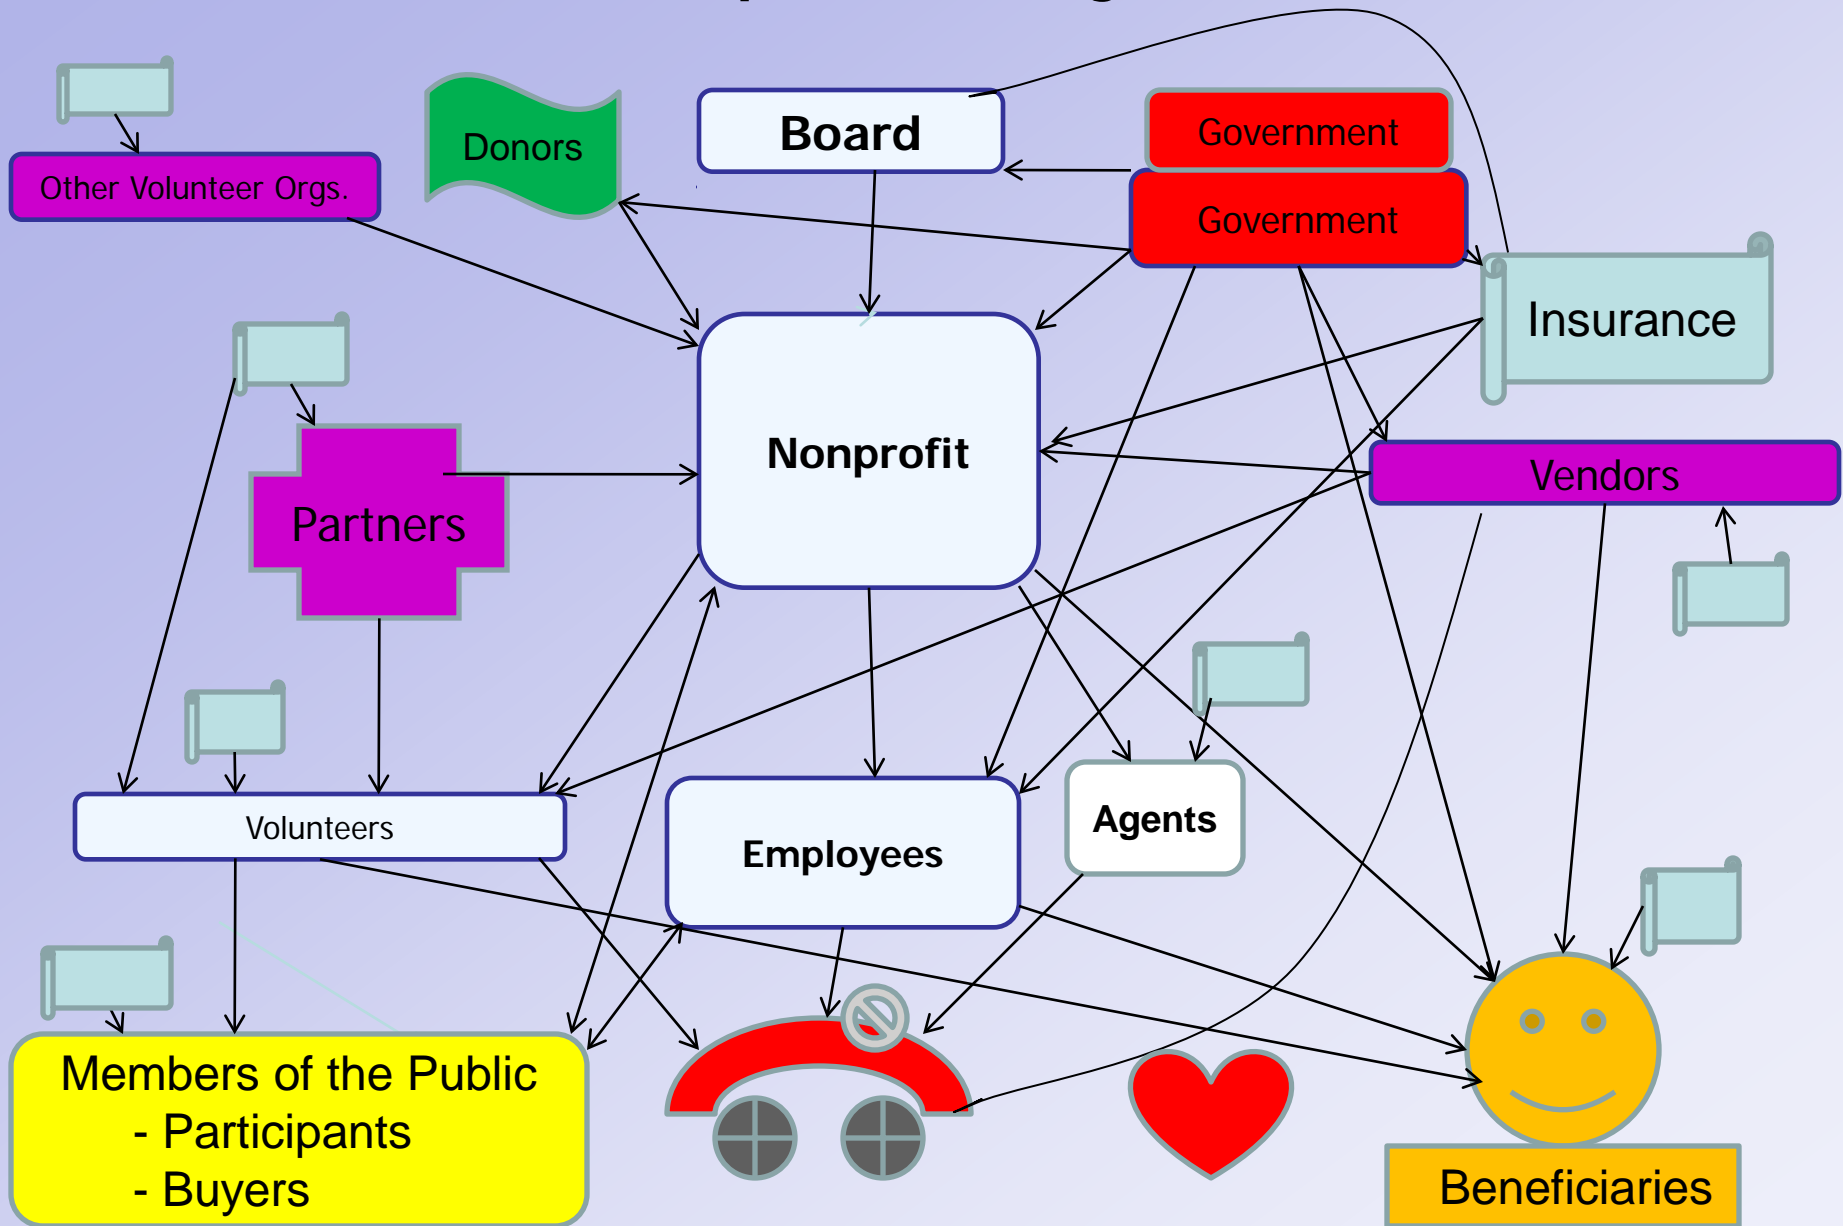 Board
Government
Donors
Other Volunteer Orgs.
Government
Insurance
Nonprofit
Vendors
Partners
Volunteers
Agents
Employees
Members of the Public
- Participants
- Buyers
Beneficiaries